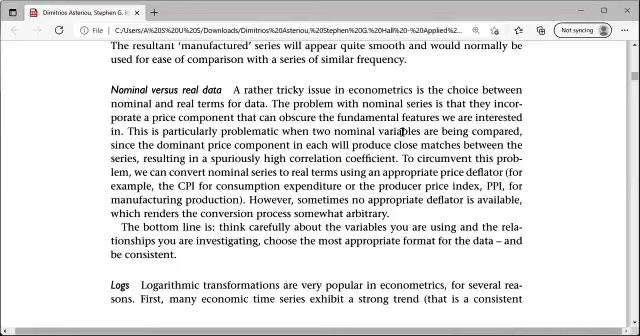 Dimitrios Asteriou, Stephen G. H
File
C:/Users/A%20S%20U%20S/Downloads/Dimitrios%20Asteriou,%20Stephen%20G.%20Hall%20-%20Applied%2...
Not syncing
The resultant ‘manufactured’ series will appear quite smooth and would normally be
used for ease of comparison with a series of similar frequency.
Nominal versus real data A rather tricky issue in econometrics is the choice between
nominal and real terms for data. The problem with nominal series is that they incor-
porate a price component that can obscure the fundamental features we are interested
in. This is particularly problematic when two nominal variables are being compared,
since the dominant price component in each will produce close matches between the
series, resulting in a spuriously high correlation coefficient. To circumvent this prob-
lem, we can convert nominal series to real terms using an appropriate price deflator (for
example, the CPI for consumption expenditure or the producer price index, PPI, for
manufacturing production). However, sometimes no appropriate deflator is available,
which renders the conversion process somewhat arbitrary.
The bottom line is: think carefully about the variables you are using and the rela-
tionships you are investigating, choose the most appropriate format for the data – and
be consistent.
Logs Logarithmic transformations are very popular in econometrics, for several rea-
sons. First, many economic time series exhibit a strong trend (that is a consistent